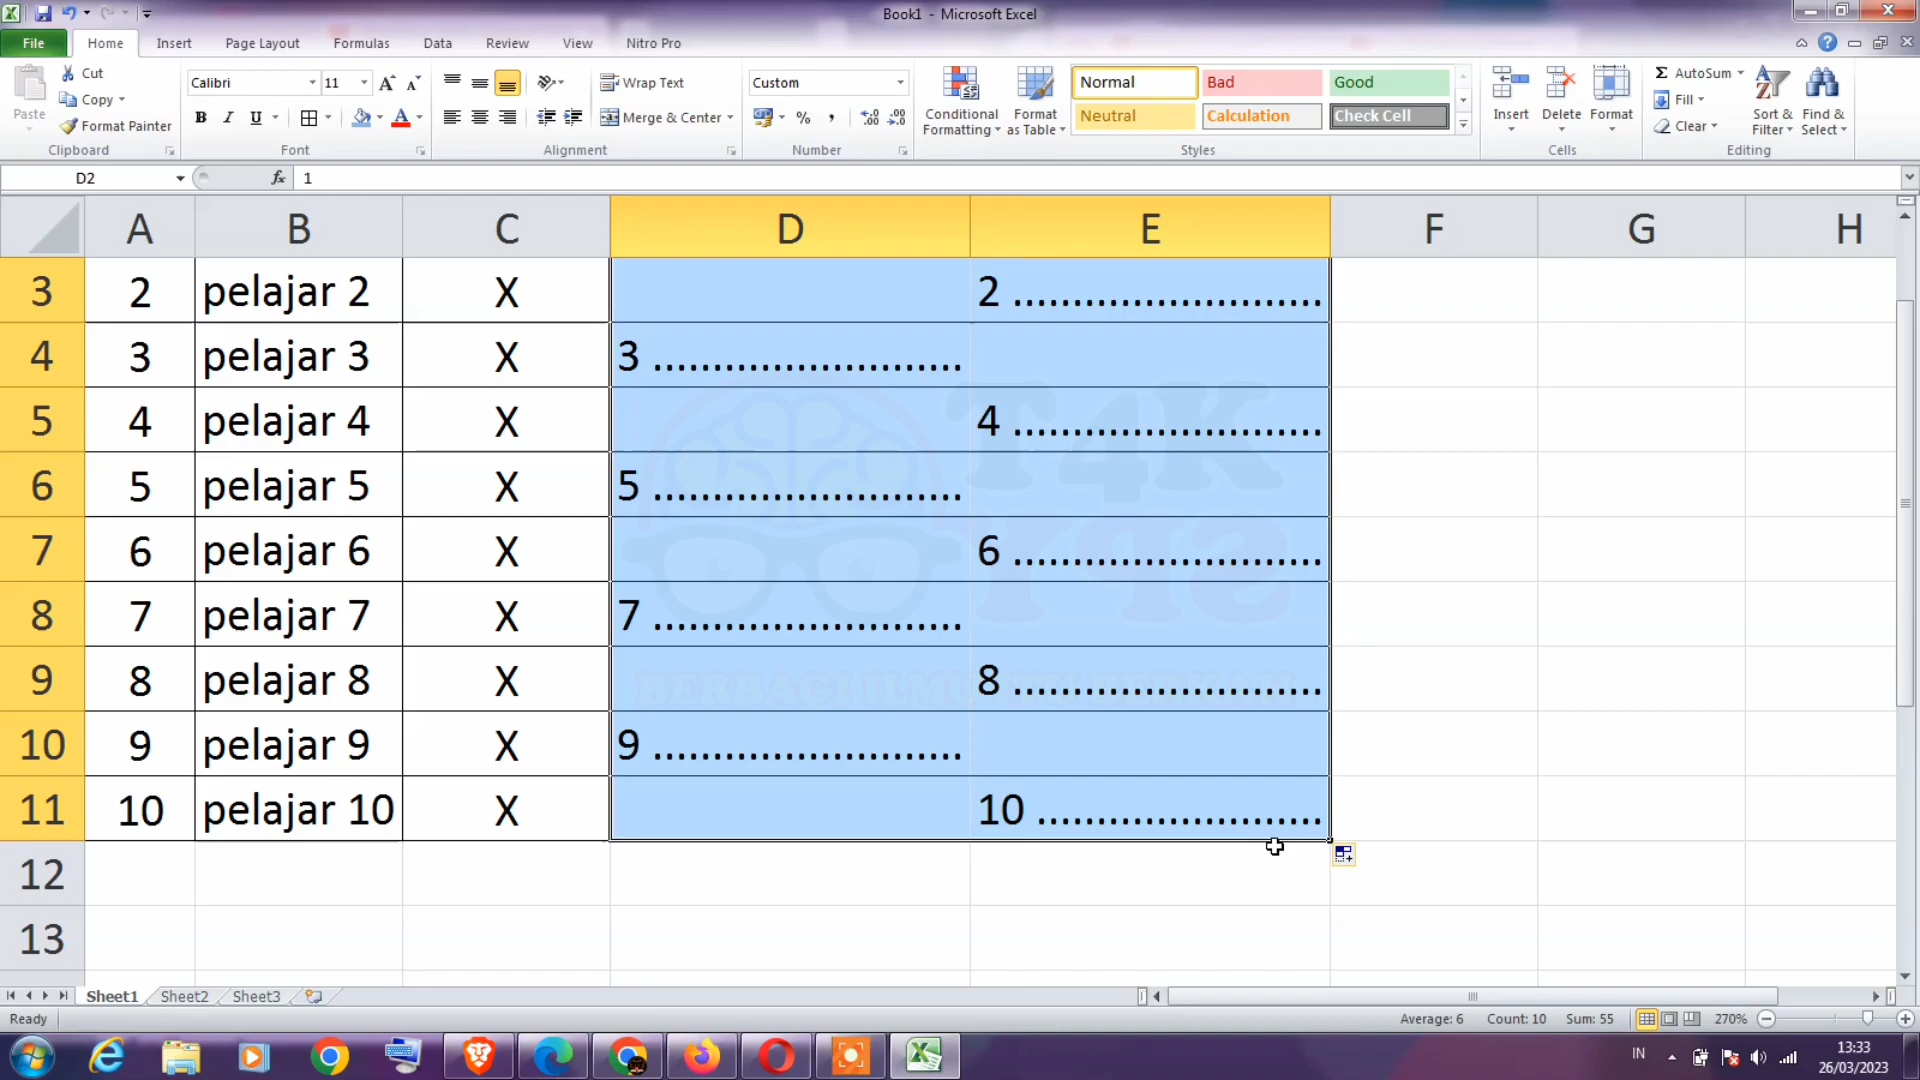 Book1 - Microsoft Excel
File Home Insert Page Layout Formulas Data Review View Nitro Pro
Paste Cut Copy Format Painter
Calibri 11
B I U
Wrap Text
Merge & Center
Custom
% ,
Conditional Formatting Format as Table
Normal Bad Good
Neutral Calculation Check Cell
Insert Delete Format
Σ AutoSum Fill Clear
Sort & Filter Find & Select
Clipboard Font Alignment Number Styles Cells Editing
D2 fx 1
A B C D E F G H
3 2 pelajar 2 X 2 ..........................
4 3 pelajar 3 X 3 ..........................
5 4 pelajar 4 X 4 ..........................
6 5 pelajar 5 X 5 ..........................
7 6 pelajar 6 X 6 ..........................
8 7 pelajar 7 X 7 ..........................
9 8 pelajar 8 X 8 ..........................
10 9 pelajar 9 X 9 ..........................
11 10 pelajar 10 X 10 ........................
12
13
T4K
BERBAGI ILMU ITU BERKAH
Sheet1 Sheet2 Sheet3
Ready Average: 6 Count: 10 Sum: 55 270%
IN 13:33
26/03/2023